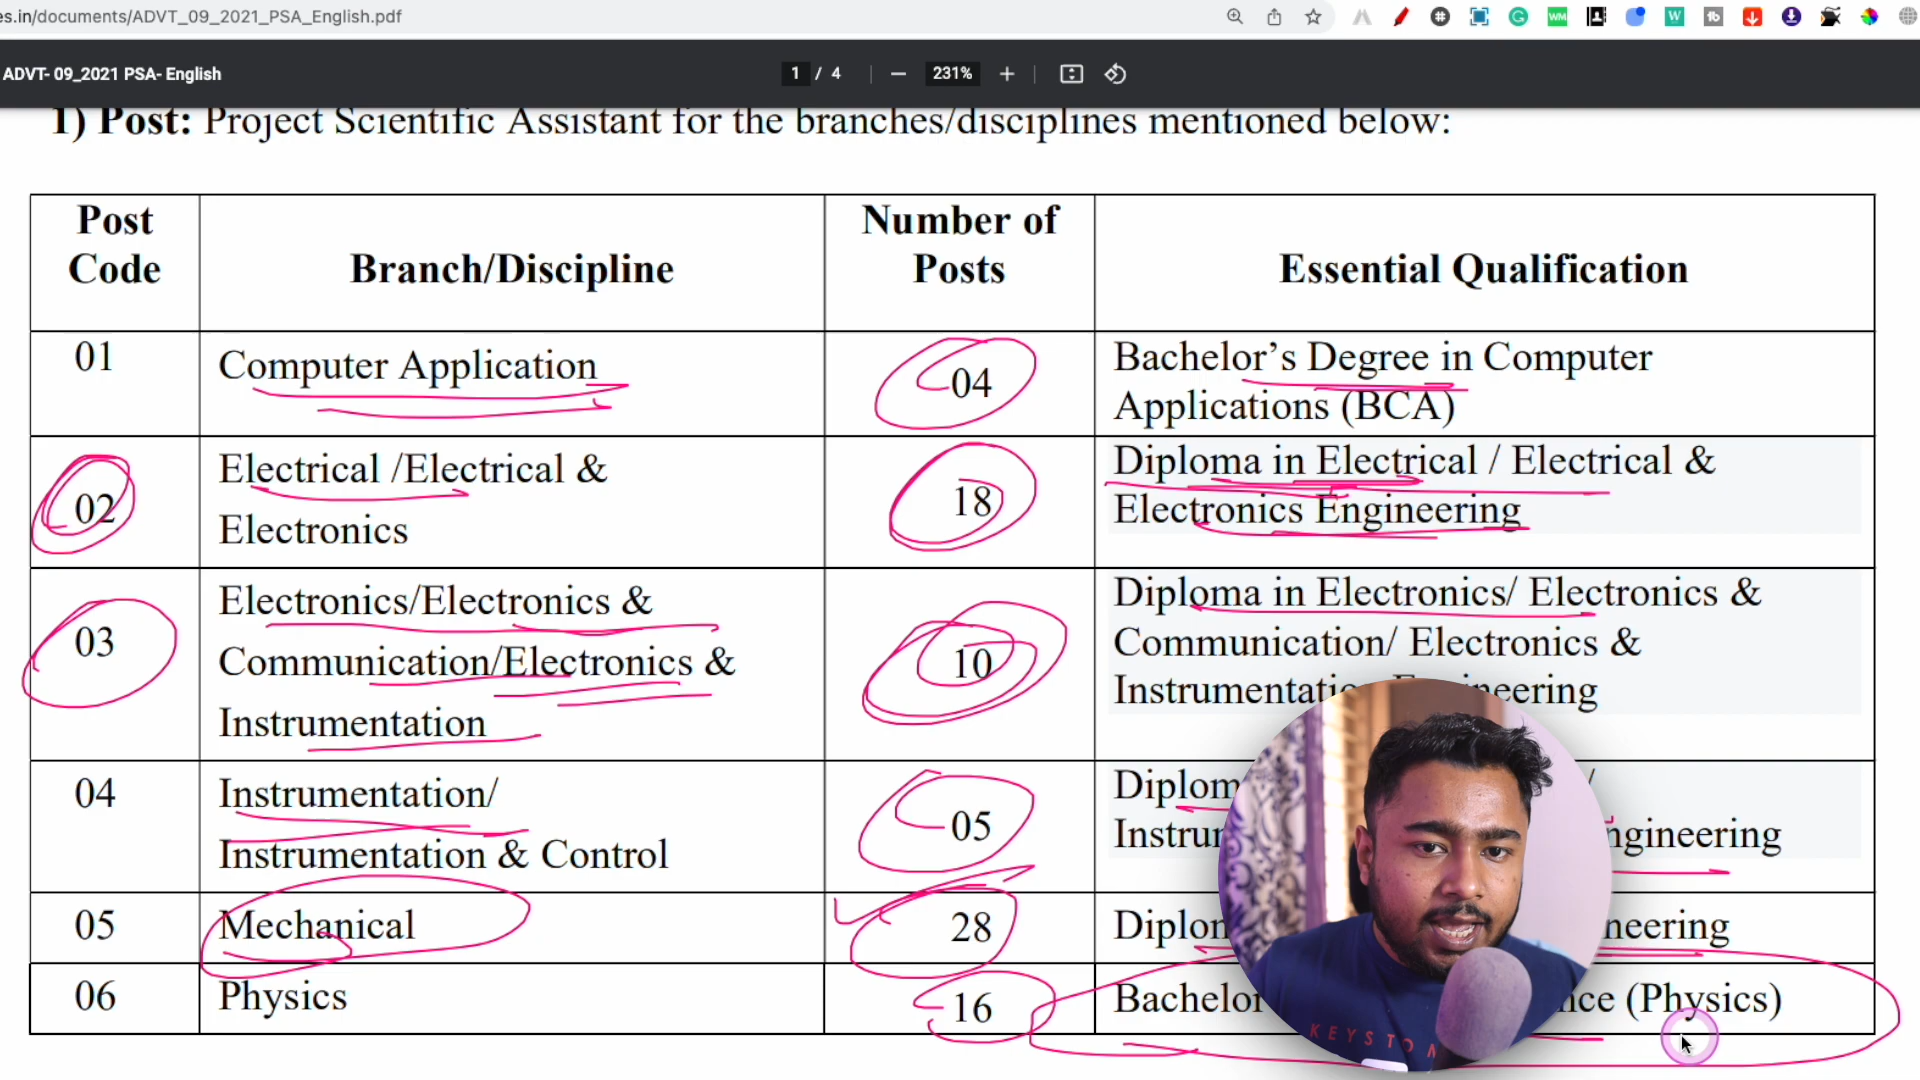 es.in/documents/ADVT_09_2021_PSA_English.pdf
ADVT- 09_2021 PSA- English
1 / 4
231%
1) Post: Project Scientific Assistant for the branches/disciplines mentioned below:
Post Code
Branch/Discipline
Number of Posts
Essential Qualification
01
Computer Application
04
Bachelor’s Degree in Computer
Applications (BCA)
02
Electrical /Electrical &
Electronics
18
Diploma in Electrical / Electrical &
Electronics Engineering
03
Electronics/Electronics &
Communication/Electronics &
Instrumentation
10
Diploma in Electronics/ Electronics &
Communication/ Electronics &
04
Instrumentation/
Instrumentation & Control
05
05
Mechanical
28
06
Physics
16
(Physics)